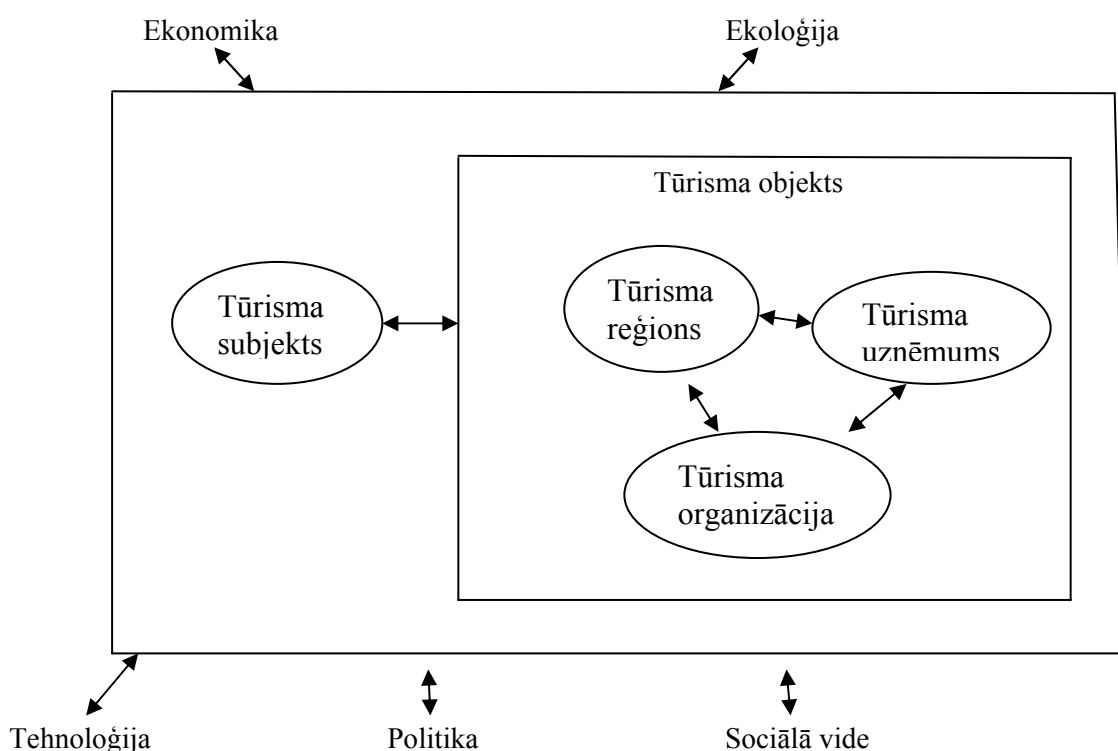 Ekonomika
Ekoloģija
Tūrisma objekts
Tūrisma
subjekts
Tūrisma
reģions
Tūrisma
uzņēmums
Tūrisma
organizācija
Tehnoloģija
Politika
Sociālā vide